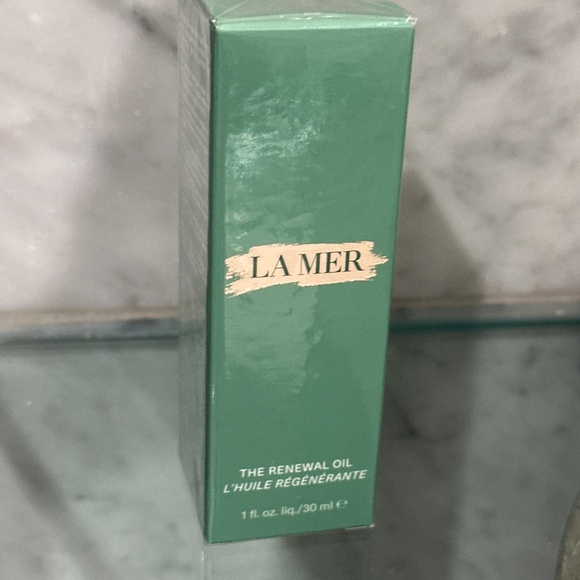 LA MER
THE RENEWAL OIL
L'HUILE RÉGÉNÉRANTE
1 fl. oz. liq./30 ml ℮